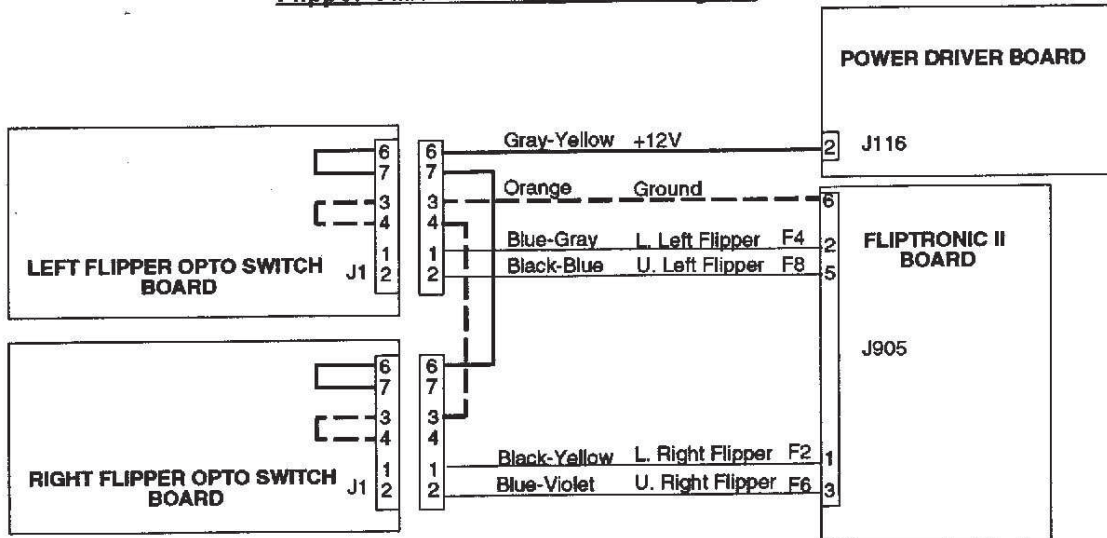 POWER DRIVER BOARD
2 J116
6 6 Gray-Yellow +12V
7 7
3 3 Orange Ground 6
4 4
1 1 Blue-Gray L. Left Flipper F4 2
LEFT FLIPPER OPTO SWITCH BOARD J1 2 2 Black-Blue U. Left Flipper F8 5
FLIPTRONIC II
BOARD
J905
6 6
7 7
3 3
4 4
1 1 Black-Yellow L. Right Flipper F2 1
RIGHT FLIPPER OPTO SWITCH BOARD J1 2 2 Blue-Violet U. Right Flipper F6 3